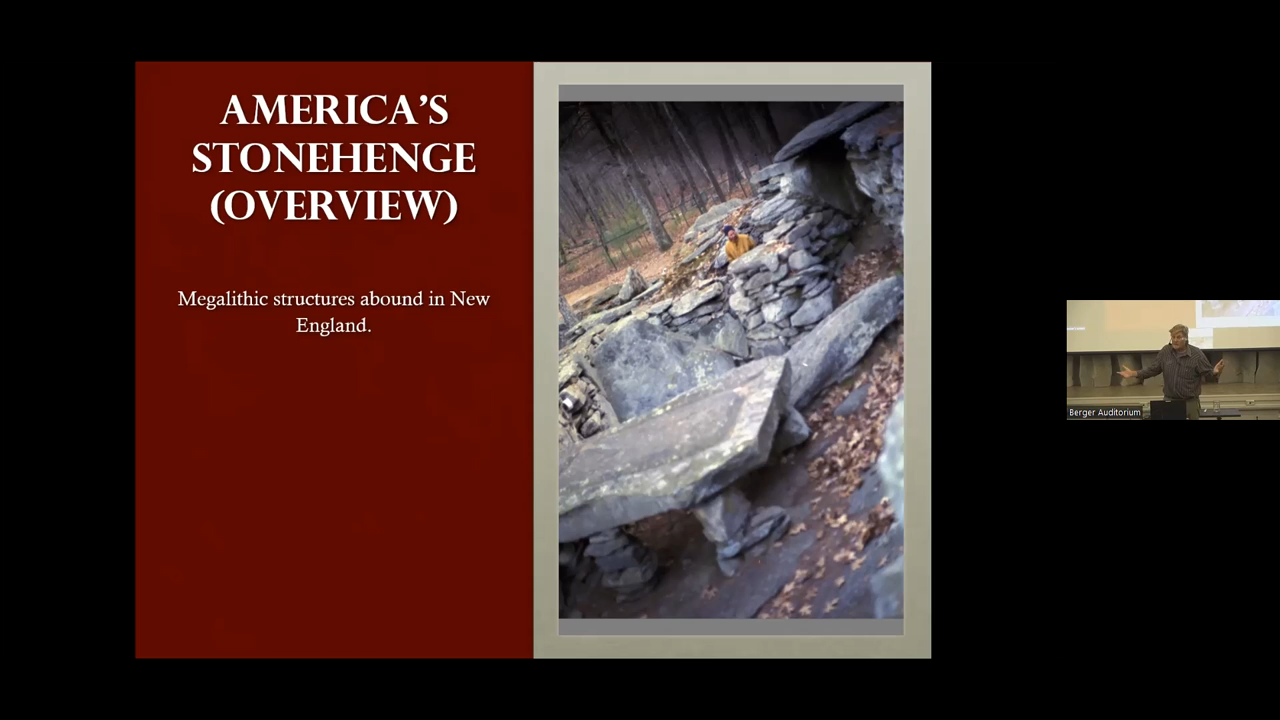 AMERICA'S
STONEHENGE
(OVERVIEW)
Megalithic structures abound in New
England.
Berger Auditorium